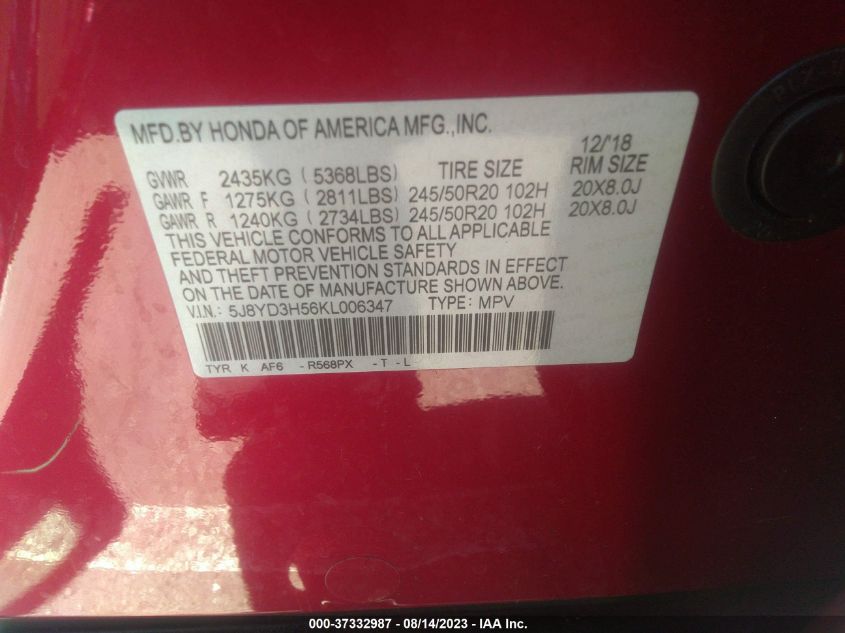 MFD.BY HONDA OF AMERICA MFG.,INC.
12/'18
GVWR 2435KG ( 5368LBS) TIRE SIZE RIM SIZE
GAWR F 1275KG ( 2811LBS) 245/50R20 102H 20X8.0J
GAWR R 1240KG ( 2734LBS) 245/50R20 102H 20X8.0J
THIS VEHICLE CONFORMS TO ALL APPLICABLE
FEDERAL MOTOR VEHICLE SAFETY
AND THEFT PREVENTION STANDARDS IN EFFECT
ON THE DATE OF MANUFACTURE SHOWN ABOVE.
V.I.N.: 5J8YD3H56KL006347 TYPE: MPV
TYR K AF6 - R568PX - T - L
000-37332987 - 08/14/2023 - IAA Inc.